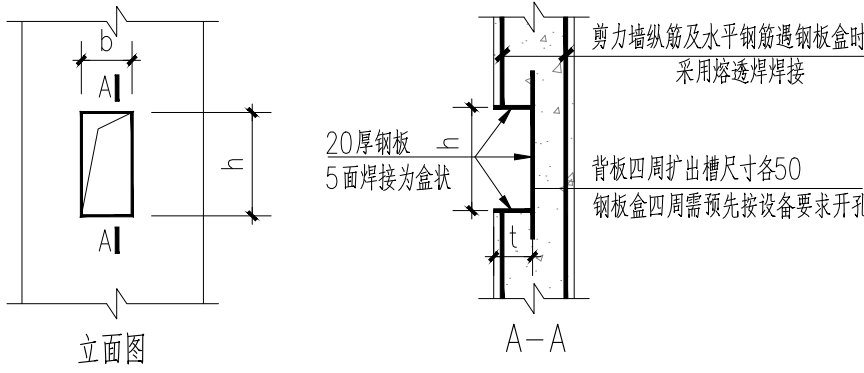 b
A
h
A
立面图
剪力墙纵筋及水平钢筋遇钢板盒时
采用熔透焊焊接
20厚钢板
5面焊接为盒状
h
背板四周扩出槽尺寸各50
钢板盒四周需预先按设备要求开孔
t
A-A